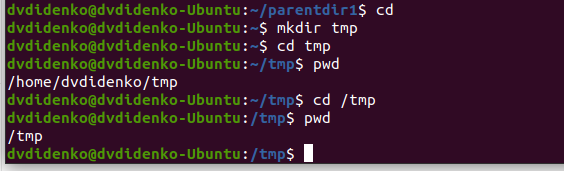 dvdidenko@dvdidenko-Ubuntu:~/parentdir1$ cd
dvdidenko@dvdidenko-Ubuntu:~$ mkdir tmp
dvdidenko@dvdidenko-Ubuntu:~$ cd tmp
dvdidenko@dvdidenko-Ubuntu:~/tmp$ pwd
/home/dvdidenko/tmp
dvdidenko@dvdidenko-Ubuntu:~/tmp$ cd /tmp
dvdidenko@dvdidenko-Ubuntu:/tmp$ pwd
/tmp
dvdidenko@dvdidenko-Ubuntu:/tmp$